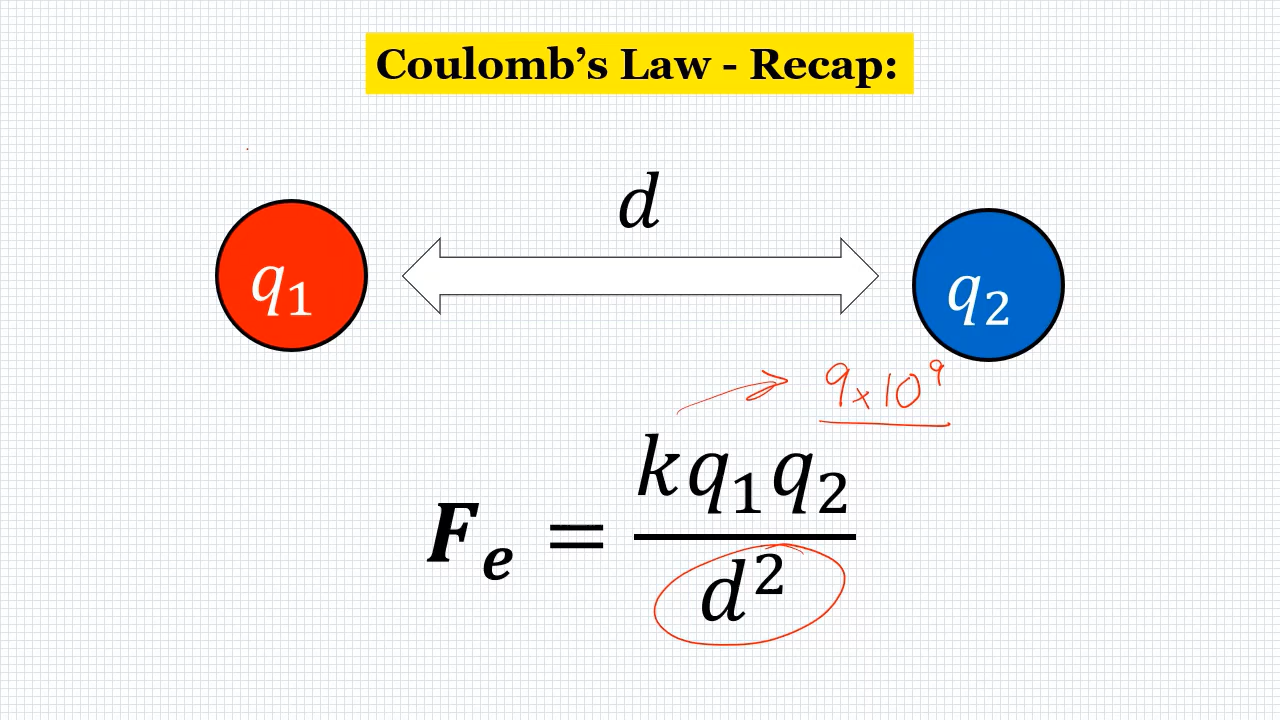 Coulomb’s Law - Recap:
d
q₁
q₂
9 x 10⁹
Fₑ = kq₁q₂ / d²